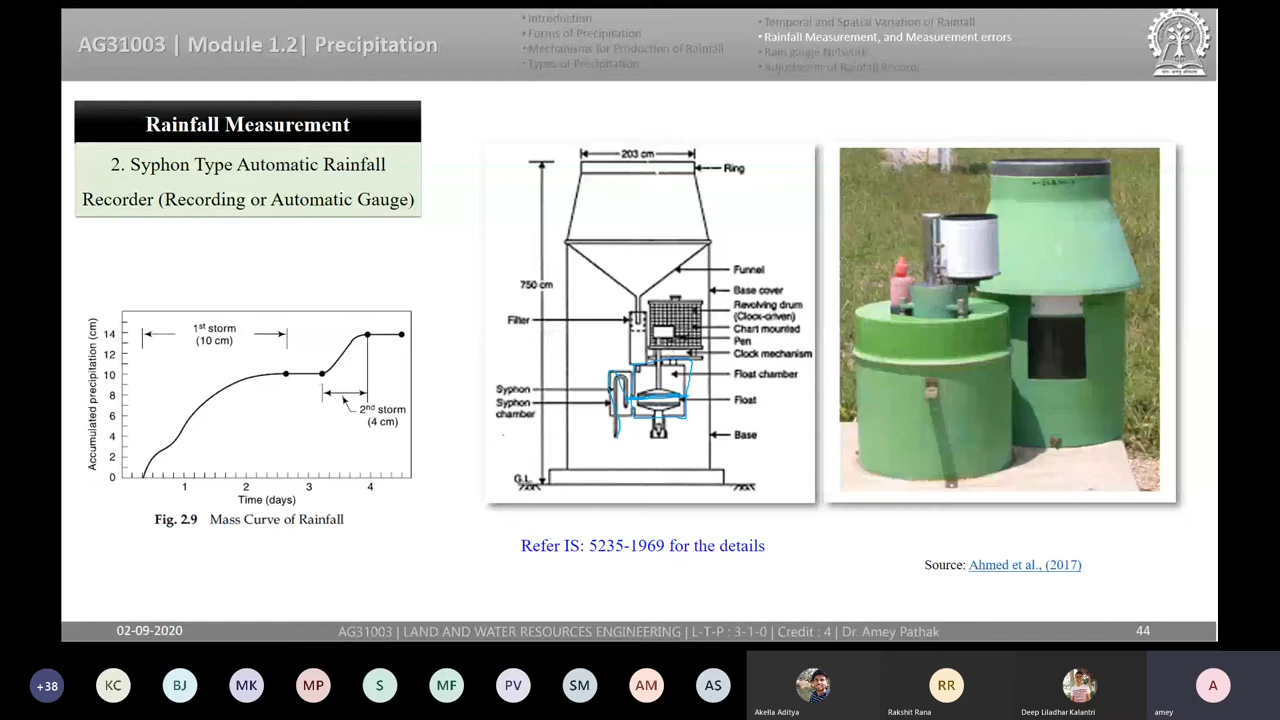 AG31003 | Module 1.2| Precipitation
•Introduction
•Forms of Precipitation
•Mechanisms for Production of Rainfall
•Types of Precipitation
•Temporal and Spatial Variation of Rainfall
•Rainfall Measurement, and Measurement errors
•Rain gauge Network
•Adjustment of Rainfall Record
Rainfall Measurement
2. Syphon Type Automatic Rainfall
Recorder (Recording or Automatic Gauge)
Accumulated precipitation (cm)
14
12
10
8
6
4
2
0
1st storm
(10 cm)
2nd storm
(4 cm)
1
2
3
4
Time (days)
Fig. 2.9 Mass Curve of Rainfall
203 cm
Ring
750 cm
Funnel
Base cover
Revolving drum
(Clock-driven)
Filter
Chart mounted
Pen
Clock mechanism
Float chamber
Syphon
Syphon
chamber
Float
Base
G.L.
Refer IS: 5235-1969 for the details
Source: Ahmed et al., (2017)
02-09-2020
AG31003 | LAND AND WATER RESOURCES ENGINEERING | L-T-P : 3-1-0 | Credit : 4 | Dr. Amey Pathak
44
+38
KC
BJ
MK
MP
S
MF
PV
SM
AM
AS
RR
A
Akella Aditya
Rakshit Rana
Deep Liladhar Kalantri
amey